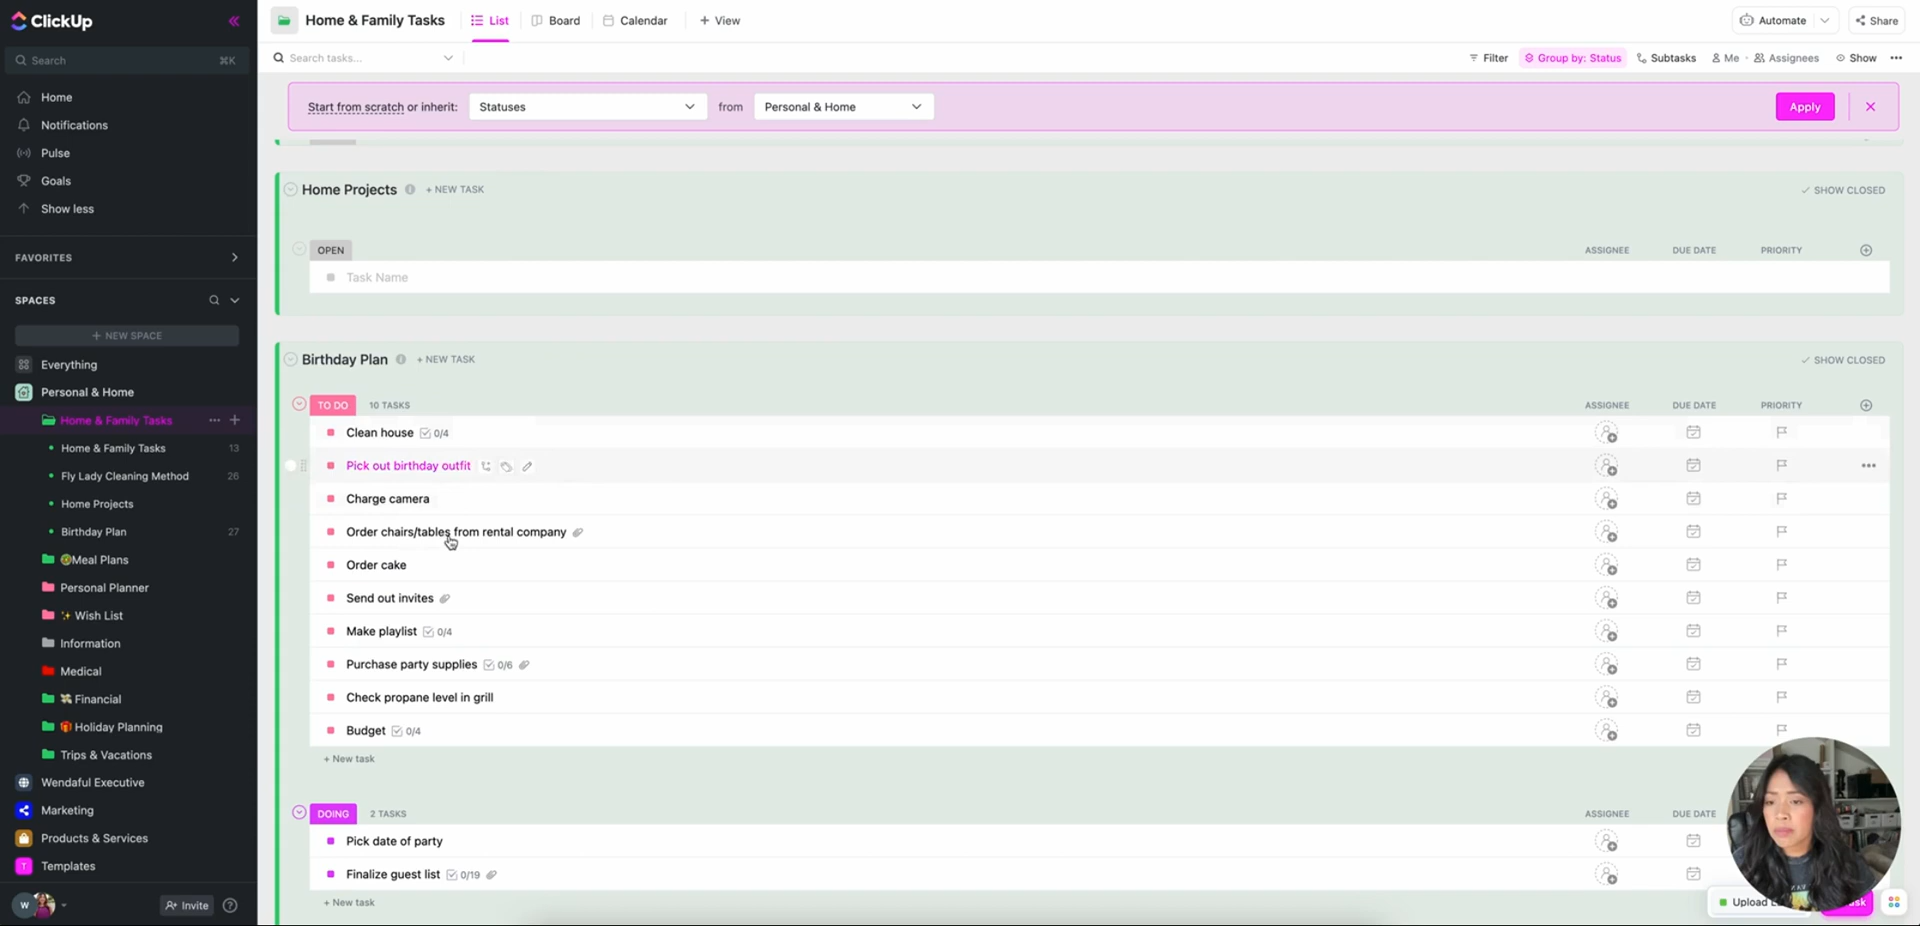 ClickUp
Search ⌘K
Home
Notifications
Pulse
Goals
Show less
FAVORITES
SPACES
+ NEW SPACE
Everything
Personal & Home
Home & Family Tasks
Home & Family Tasks 13
Fly Lady Cleaning Method 26
Home Projects
Birthday Plan 27
Meal Plans
Personal Planner
Wish List
Information
Medical
Financial
Holiday Planning
Trips & Vacations
Wendaful Executive
Marketing
Products & Services
T Templates
W Invite ?
Home & Family Tasks List Board Calendar + View Automate Share
Search tasks... Filter Group by: Status Subtasks Me Assignees Show
Start from scratch or inherit: Statuses from Personal & Home Apply
Home Projects + NEW TASK SHOW CLOSED
OPEN ASSIGNEE DUE DATE PRIORITY
Task Name
Birthday Plan + NEW TASK SHOW CLOSED
TO DO 10 TASKS ASSIGNEE DUE DATE PRIORITY
Clean house 0/4
Pick out birthday outfit
Charge camera
Order chairs/tables from rental company
Order cake
Send out invites
Make playlist 0/4
Purchase party supplies 0/6
Check propane level in grill
Budget 0/4
+ New task
DOING 2 TASKS ASSIGNEE DUE DATE
Pick date of party
Finalize guest list 0/19
+ New task
Upload